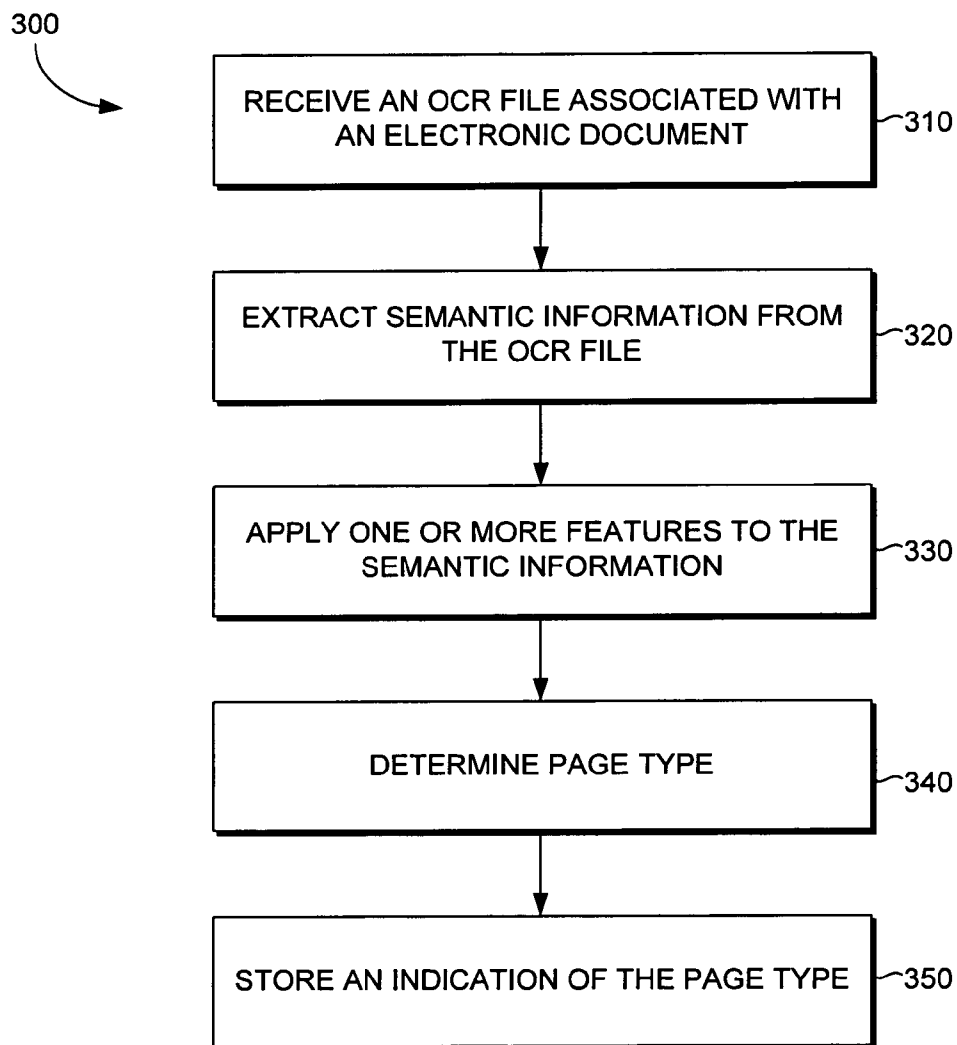 300
RECEIVE AN OCR FILE ASSOCIATED WITH
AN ELECTRONIC DOCUMENT
310
EXTRACT SEMANTIC INFORMATION FROM
THE OCR FILE
320
APPLY ONE OR MORE FEATURES TO THE
SEMANTIC INFORMATION
330
DETERMINE PAGE TYPE
340
STORE AN INDICATION OF THE PAGE TYPE
350